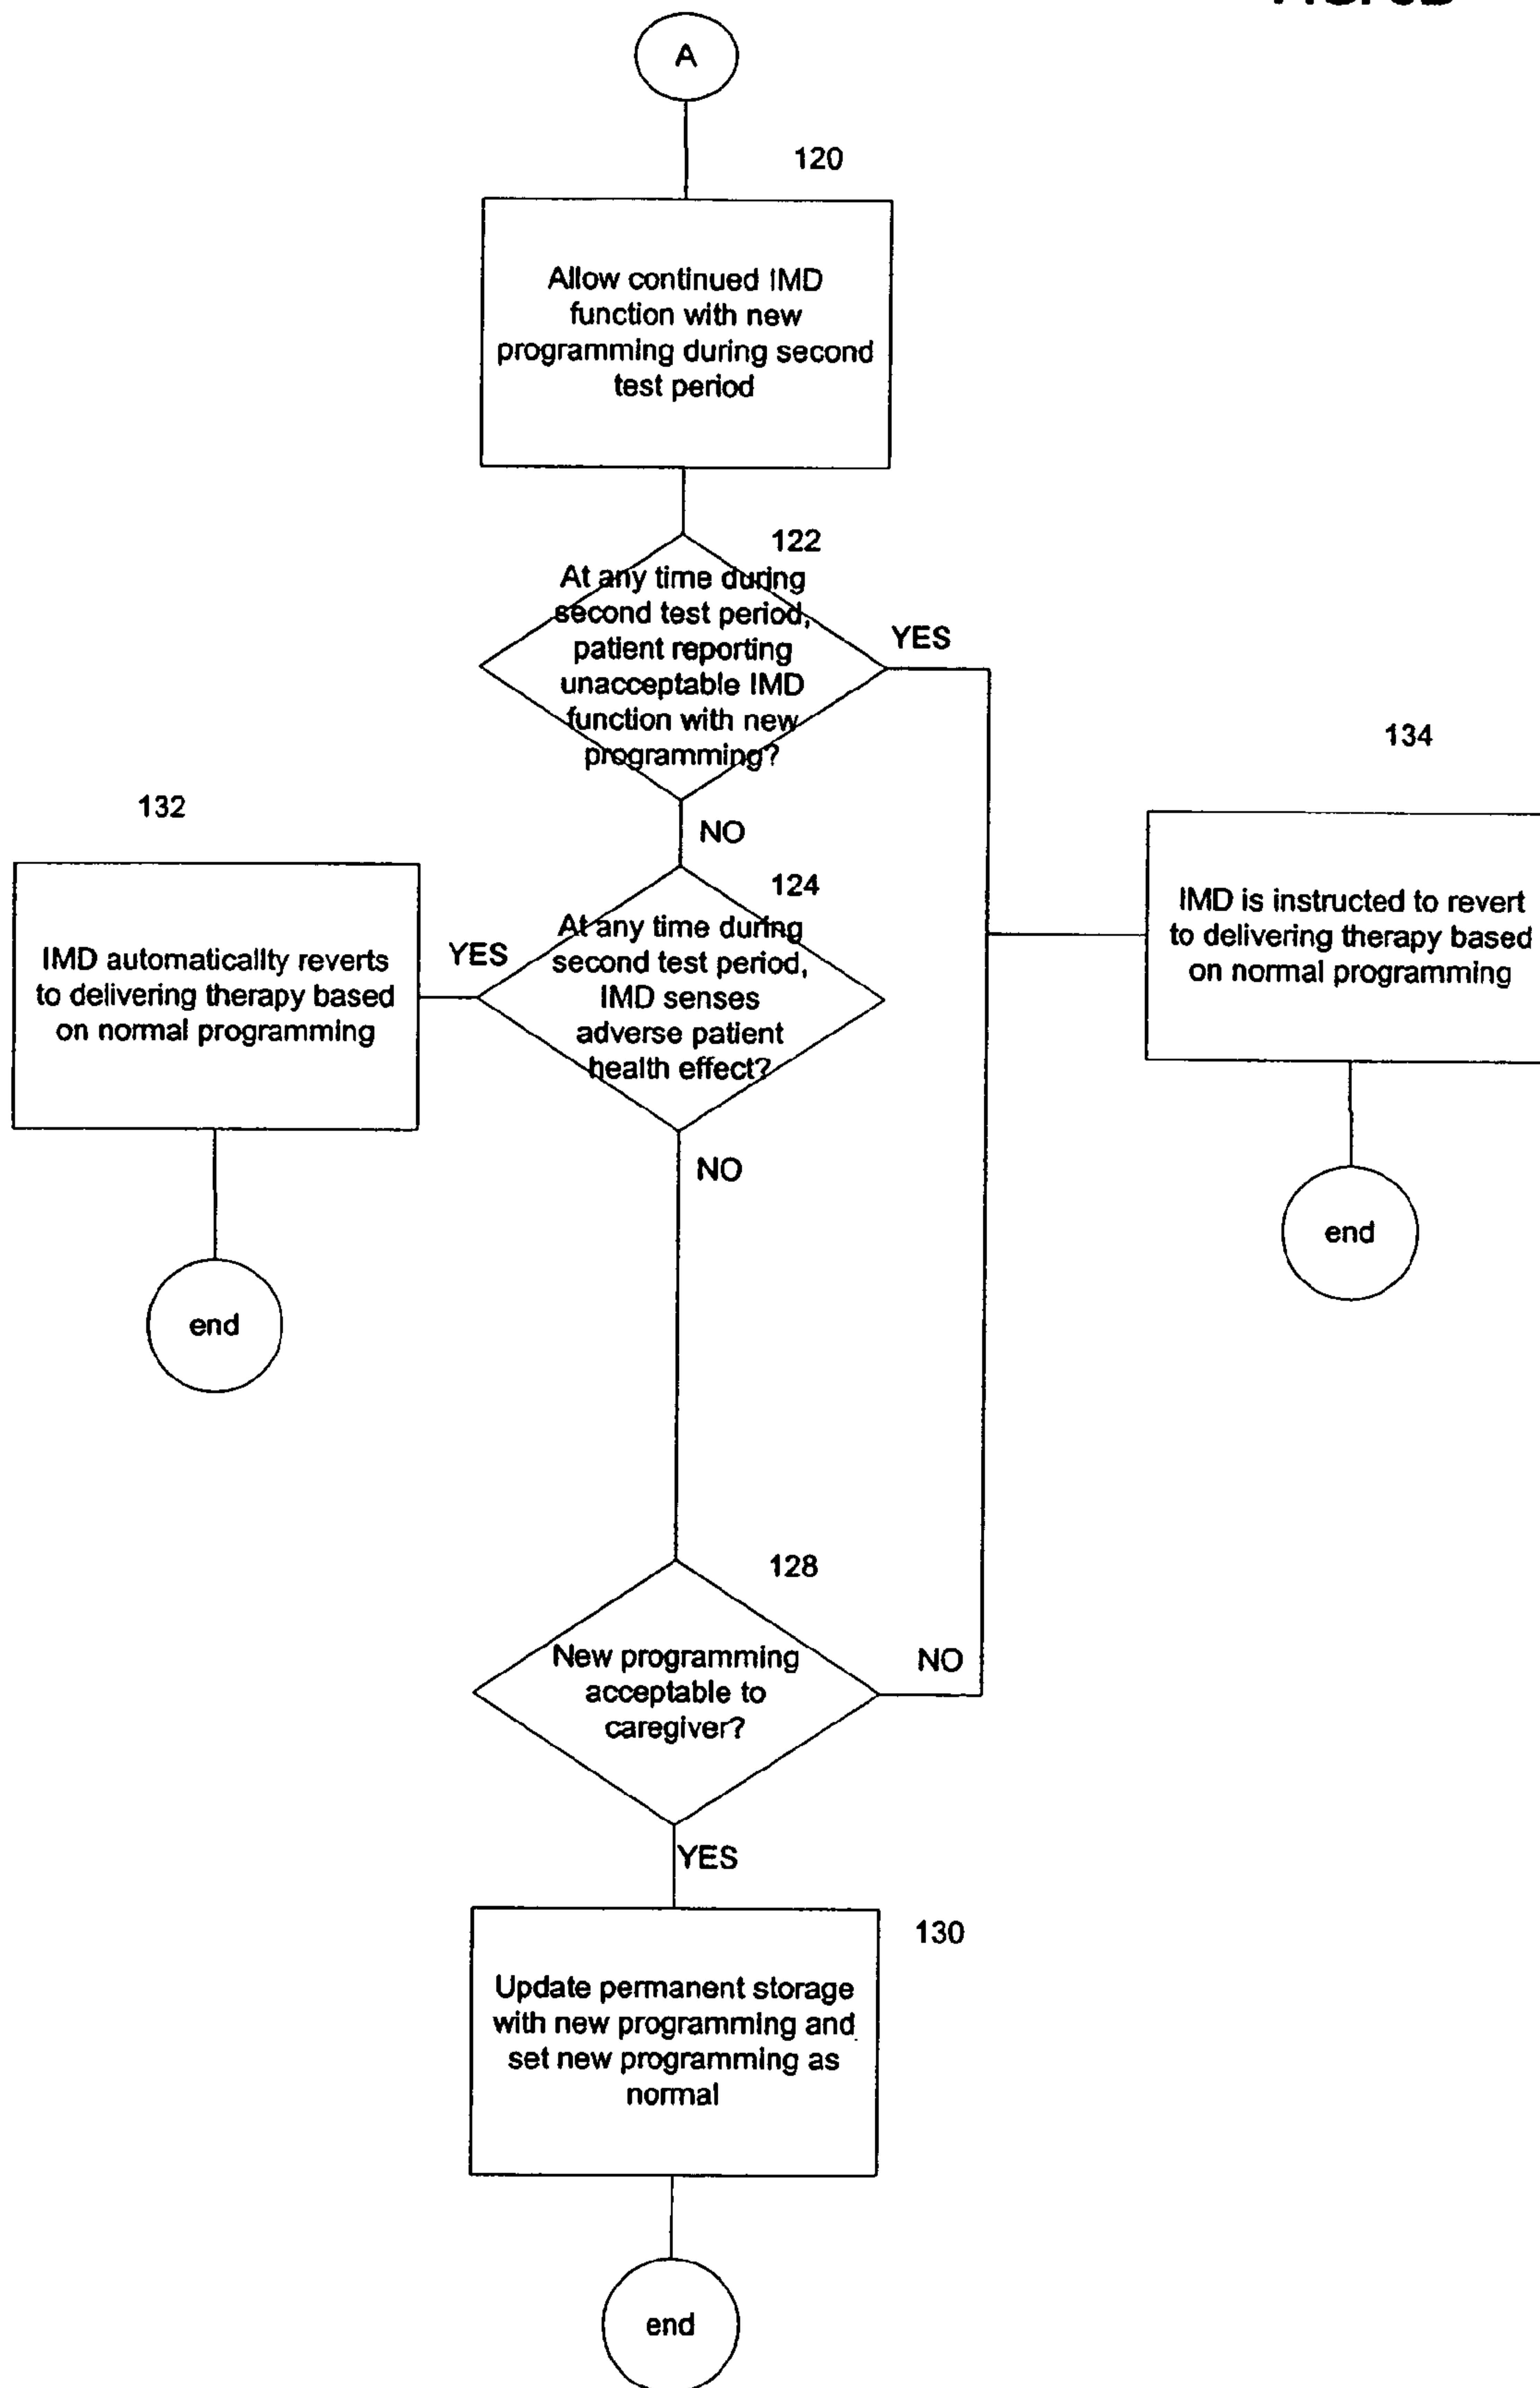 A
120
Allow continued IMD
function with new
programming during second
test period
122
At any time during
second test period,
patient reporting
unacceptable IMD
function with new
programming?
YES
NO
134
IMD is instructed to revert
to delivering therapy based
on normal programming
end
132
IMD automaticallty reverts
to delivering therapy based
on normal programming
end
124
At any time during
second test period,
IMD senses
adverse patient
health effect?
YES
NO
128
New programming
acceptable to
caregiver?
NO
YES
130
Update permanent storage
with new programming and
set new programming as
normal
end